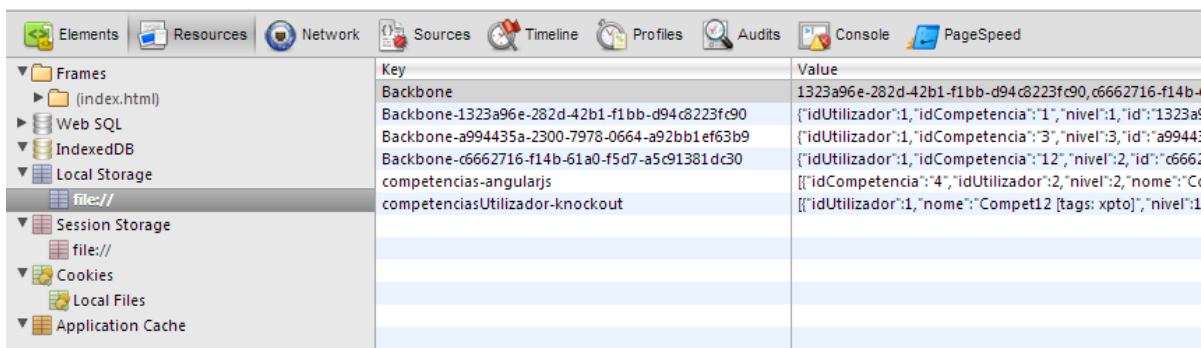 Elements Resources Network Sources Timeline Profiles Audits Console PageSpeed
Frames
(index.html)
Web SQL
IndexedDB
Local Storage
file://
Session Storage
file://
Cookies
Local Files
Application Cache
Key Value
Backbone 1323a96e-282d-42b1-f1bb-d94c8223fc90,c6662716-f14b-
Backbone-1323a96e-282d-42b1-f1bb-d94c8223fc90 {"idUtilizador":1,"idCompetencia":"1","nivel":1,"id":"1323a9
Backbone-a994435a-2300-7978-0664-a92bb1ef63b9 {"idUtilizador":1,"idCompetencia":"3","nivel":3,"id":"a99443
Backbone-c6662716-f14b-61a0-f5d7-a5c91381dc30 {"idUtilizador":1,"idCompetencia":"12","nivel":2,"id":"c6662
competencias-angularjs [{"idCompetencia":"4","idUtilizador":2,"nivel":2,"nome":"Co
competenciasUtilizador-knockout [{"idUtilizador":1,"nome":"Compet12 [tags: xpto]","nivel":1